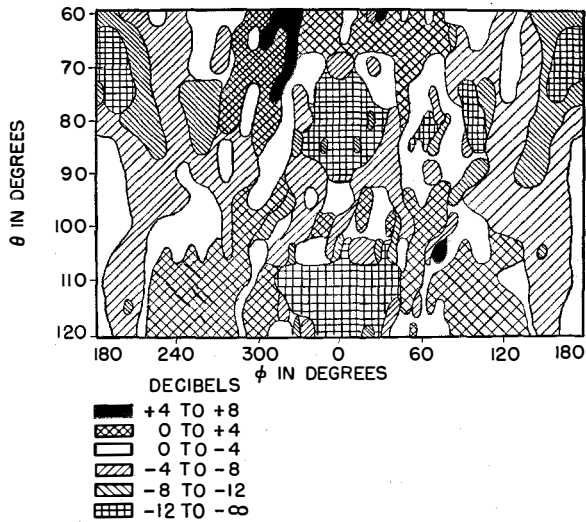 60
70
80
90
100
110
120
θ IN DEGREES
180 240 300 0 60 120 180
φ IN DEGREES
DECIBELS
+4 TO +8
0 TO +4
0 TO -4
-4 TO -8
-8 TO -12
-12 TO -∞